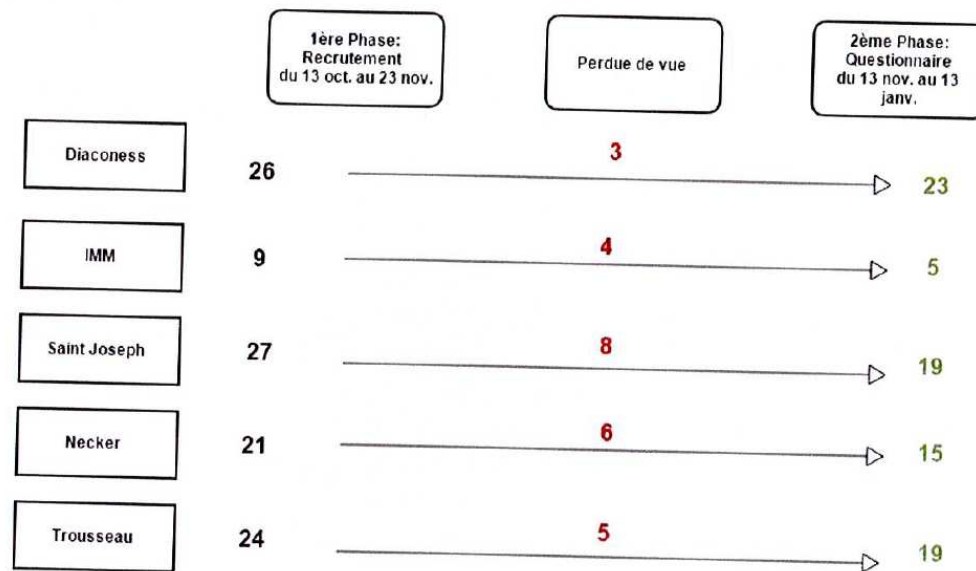 1ère Phase:
Recrutement
du 13 oct. au 23 nov.
Perdue de vue
2ème Phase:
Questionnaire
du 13 nov. au 13
janv.
Diaconess
26
3
23
IMM
9
4
5
Saint Joseph
27
8
19
Necker
21
6
15
Trousseau
24
5
19